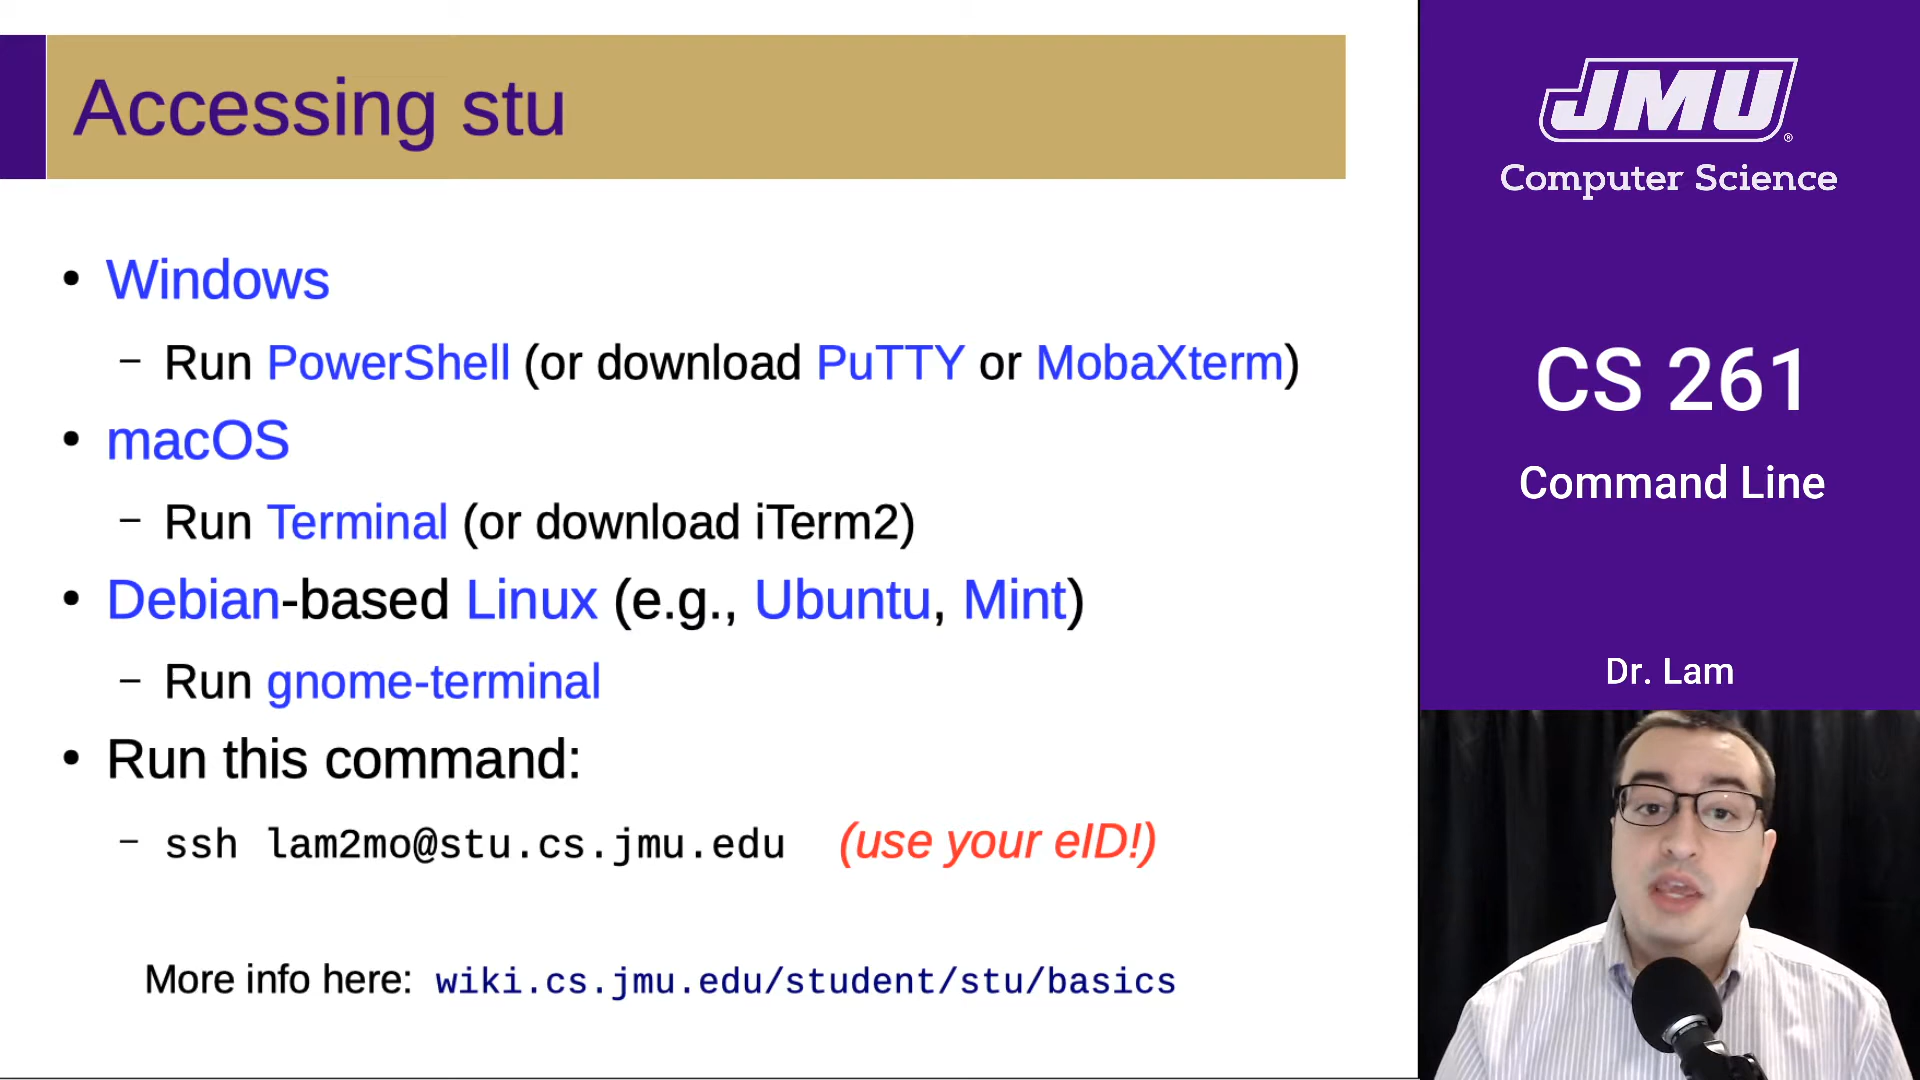 Accessing stu
• Windows
– Run PowerShell (or download PuTTY or MobaXterm)
• macOS
– Run Terminal (or download iTerm2)
• Debian-based Linux (e.g., Ubuntu, Mint)
– Run gnome-terminal
• Run this command:
– ssh lam2mo@stu.cs.jmu.edu (use your eID!)
More info here: wiki.cs.jmu.edu/student/stu/basics
JMU®
Computer Science
CS 261
Command Line
Dr. Lam